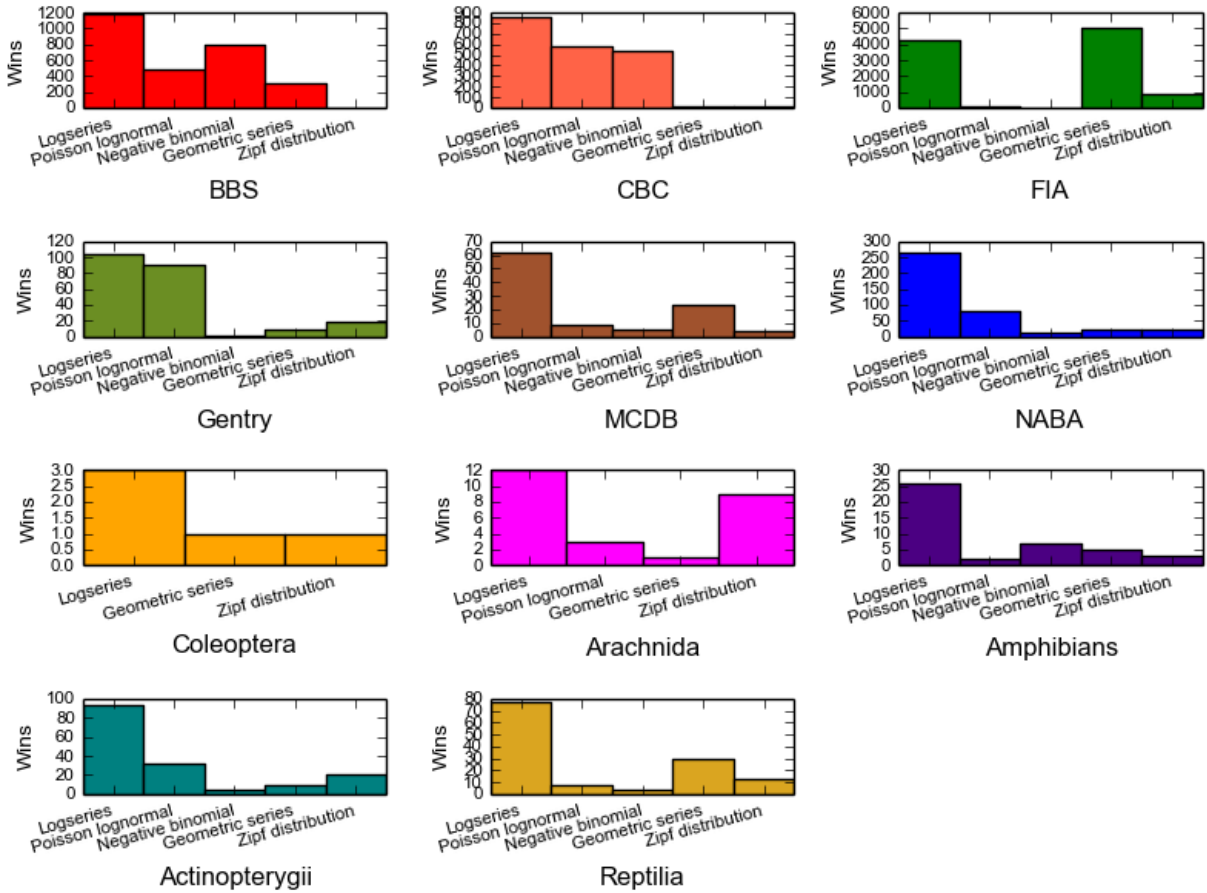 Wins
1200
1000
800
600
400
200
0
Logseries
Poisson lognormal
Negative binomial
Geometric series
Zipf distribution
BBS
Wins
900
800
700
600
500
400
300
200
100
0
Logseries
Poisson lognormal
Negative binomial
Geometric series
Zipf distribution
CBC
Wins
6000
5000
4000
3000
2000
1000
0
Logseries
Poisson lognormal
Negative binomial
Geometric series
Zipf distribution
FIA
Wins
120
100
80
60
40
20
0
Logseries
Poisson lognormal
Negative binomial
Geometric series
Zipf distribution
Gentry
Wins
70
60
50
40
30
20
10
0
Logseries
Poisson lognormal
Negative binomial
Geometric series
Zipf distribution
MCDB
Wins
300
250
200
150
100
50
0
Logseries
Poisson lognormal
Negative binomial
Geometric series
Zipf distribution
NABA
Wins
3.0
2.5
2.0
1.5
1.0
0.5
0.0
Logseries
Geometric series
Zipf distribution
Coleoptera
Wins
12
10
8
6
4
2
0
Logseries
Poisson lognormal
Geometric series
Zipf distribution
Arachnida
Wins
30
25
20
15
10
5
0
Logseries
Poisson lognormal
Negative binomial
Geometric series
Zipf distribution
Amphibians
Wins
100
80
60
40
20
0
Logseries
Poisson lognormal
Negative binomial
Geometric series
Zipf distribution
Actinopterygii
Wins
80
70
60
50
40
30
20
10
0
Logseries
Poisson lognormal
Negative binomial
Geometric series
Zipf distribution
Reptilia